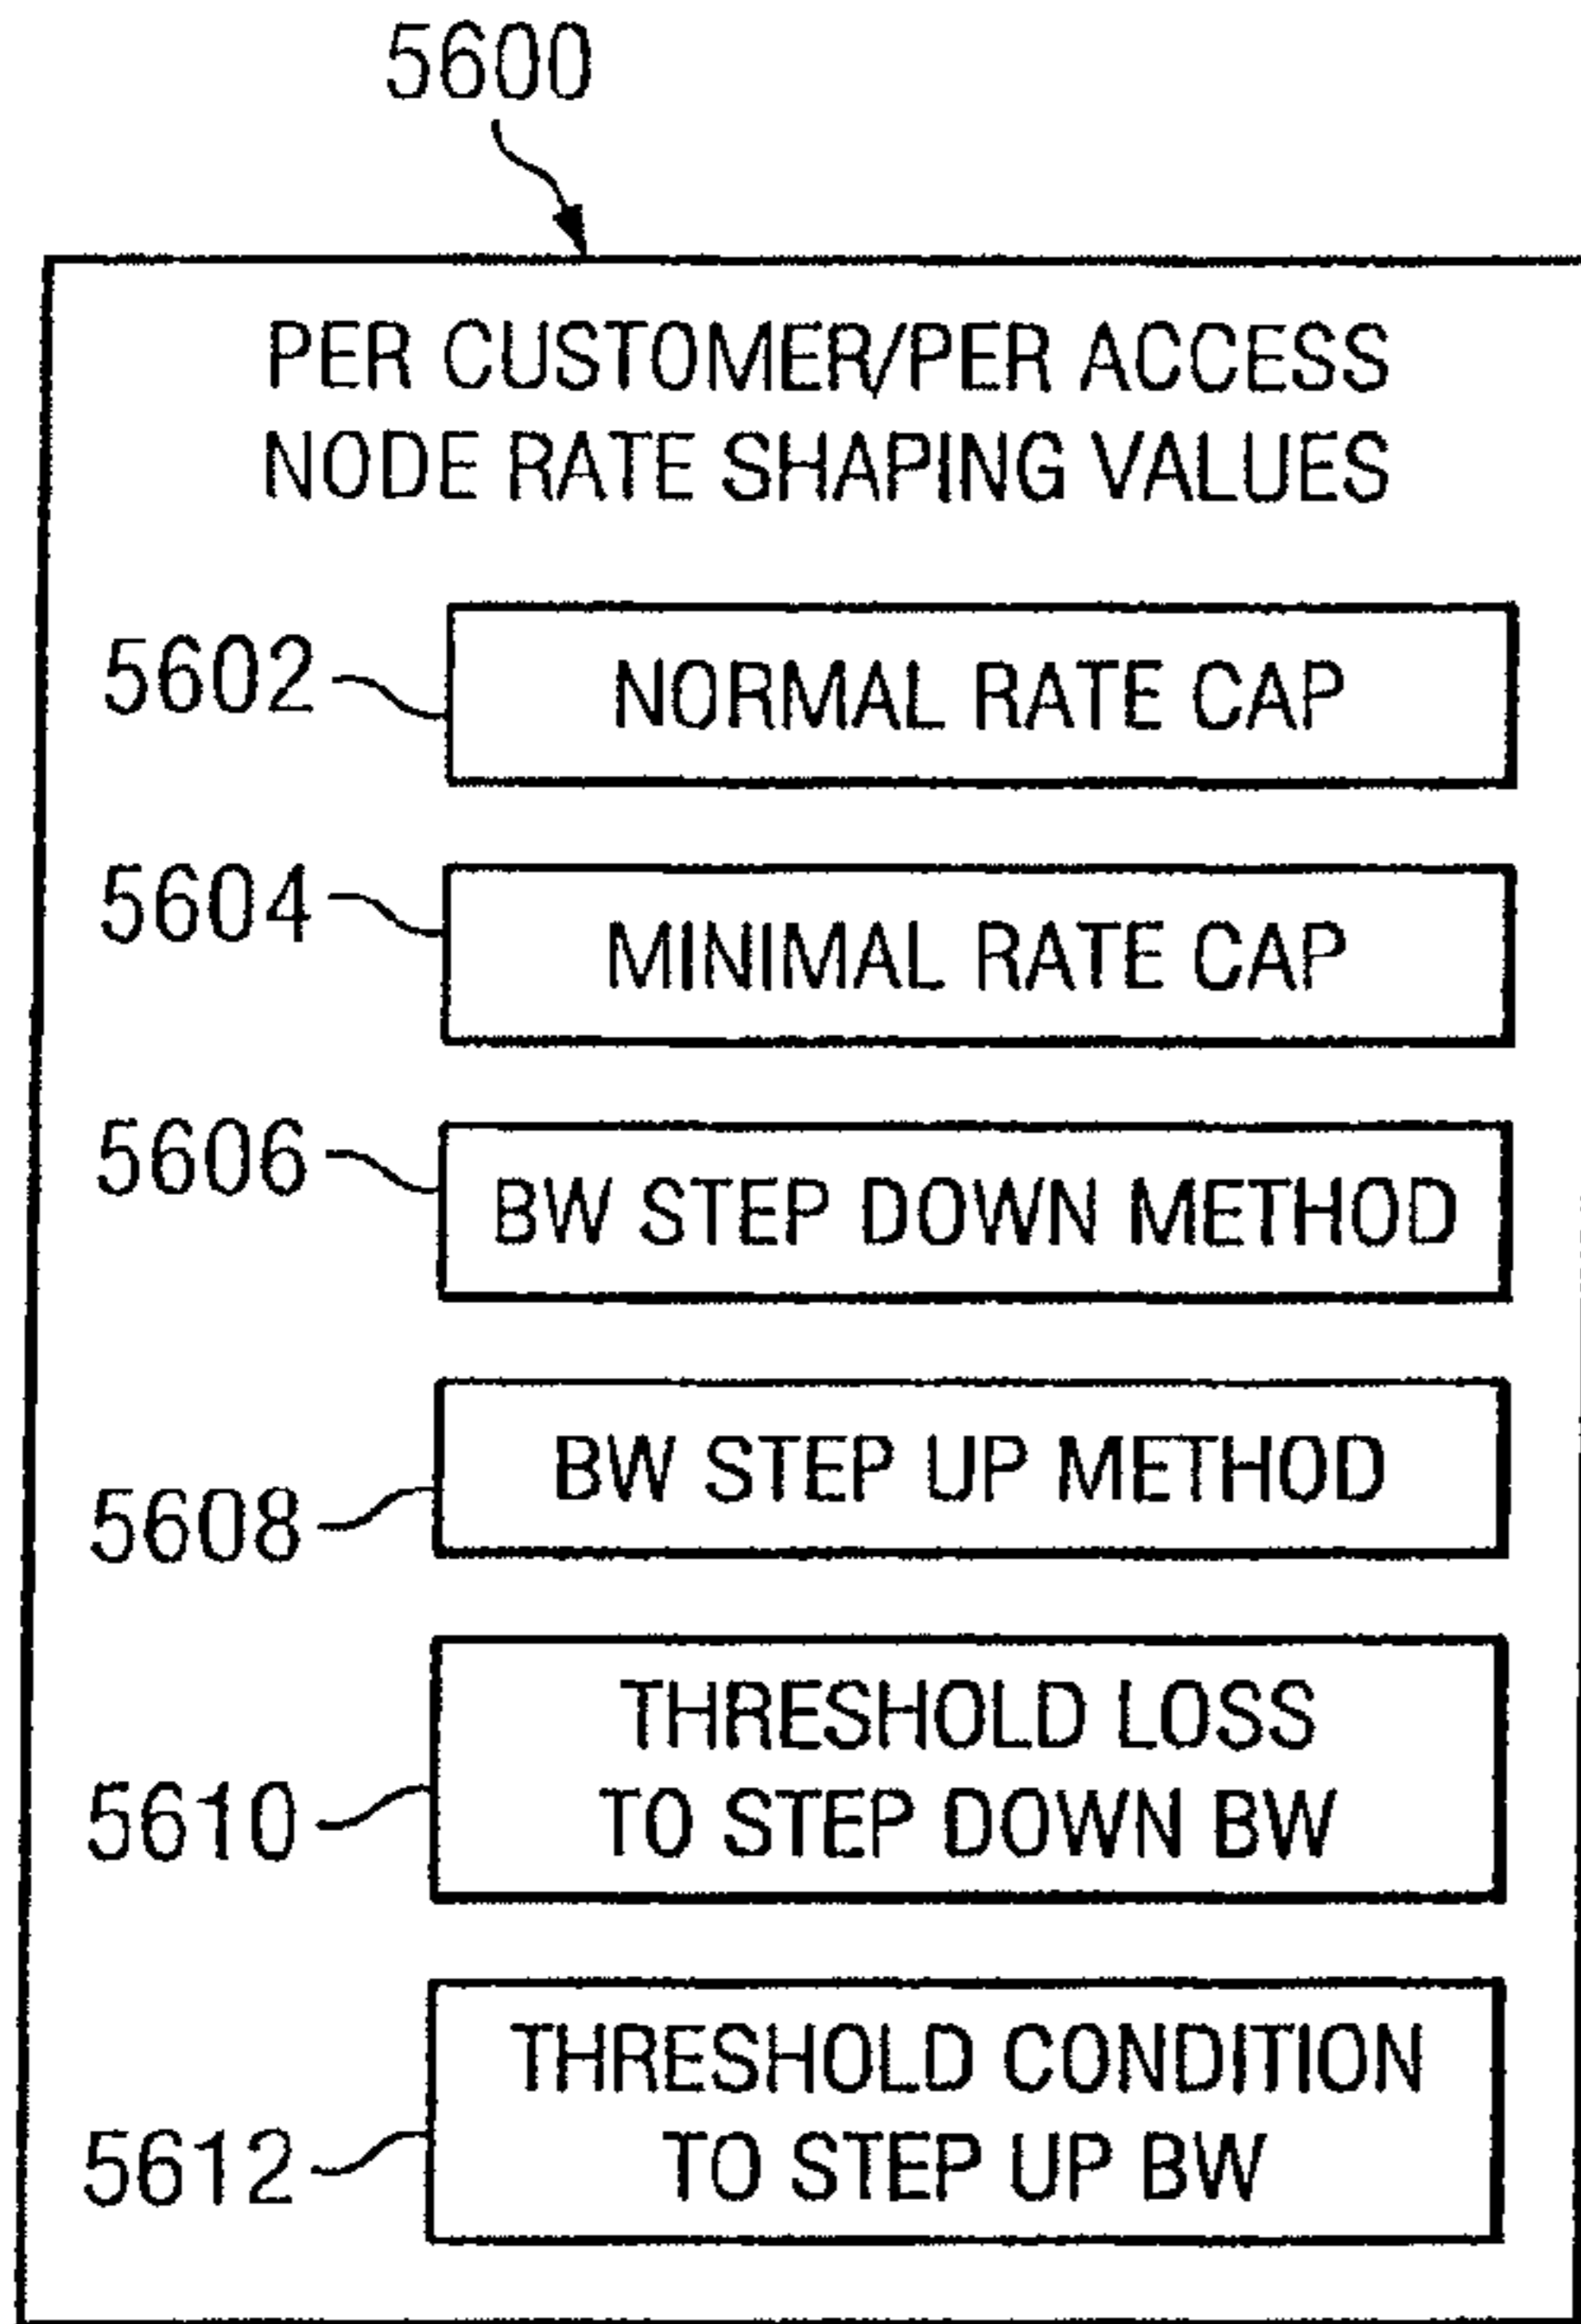 5600
PER CUSTOMER/PER ACCESS
NODE RATE SHAPING VALUES
5602
NORMAL RATE CAP
5604
MINIMAL RATE CAP
5606
BW STEP DOWN METHOD
5608
BW STEP UP METHOD
5610
THRESHOLD LOSS
TO STEP DOWN BW
5612
THRESHOLD CONDITION
TO STEP UP BW